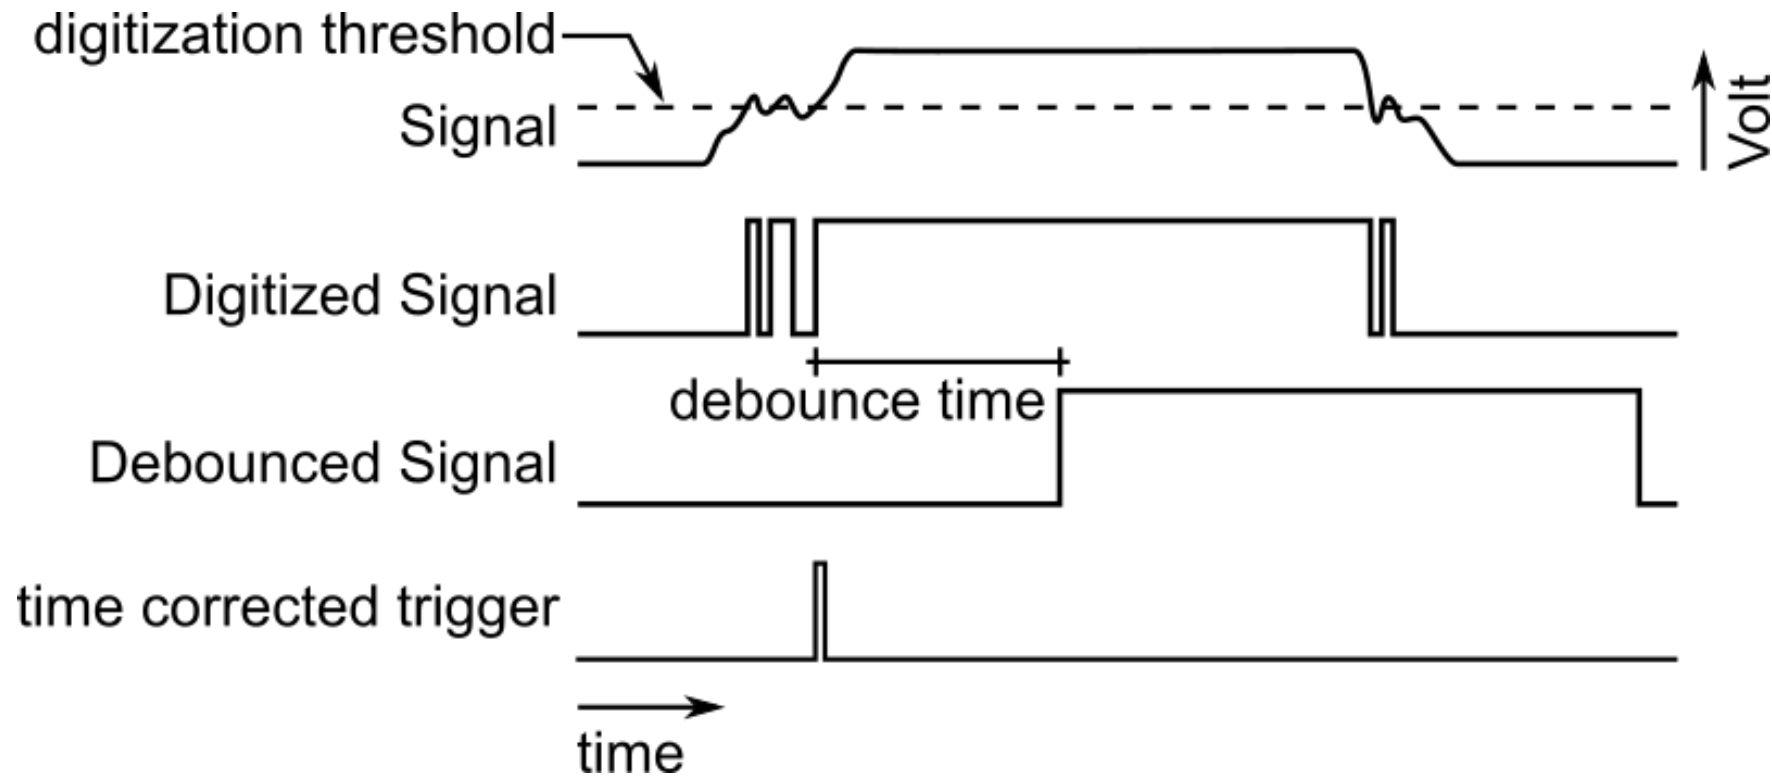 digitization threshold
Signal
Volt
Digitized Signal
debounce time
Debounced Signal
time corrected trigger
time